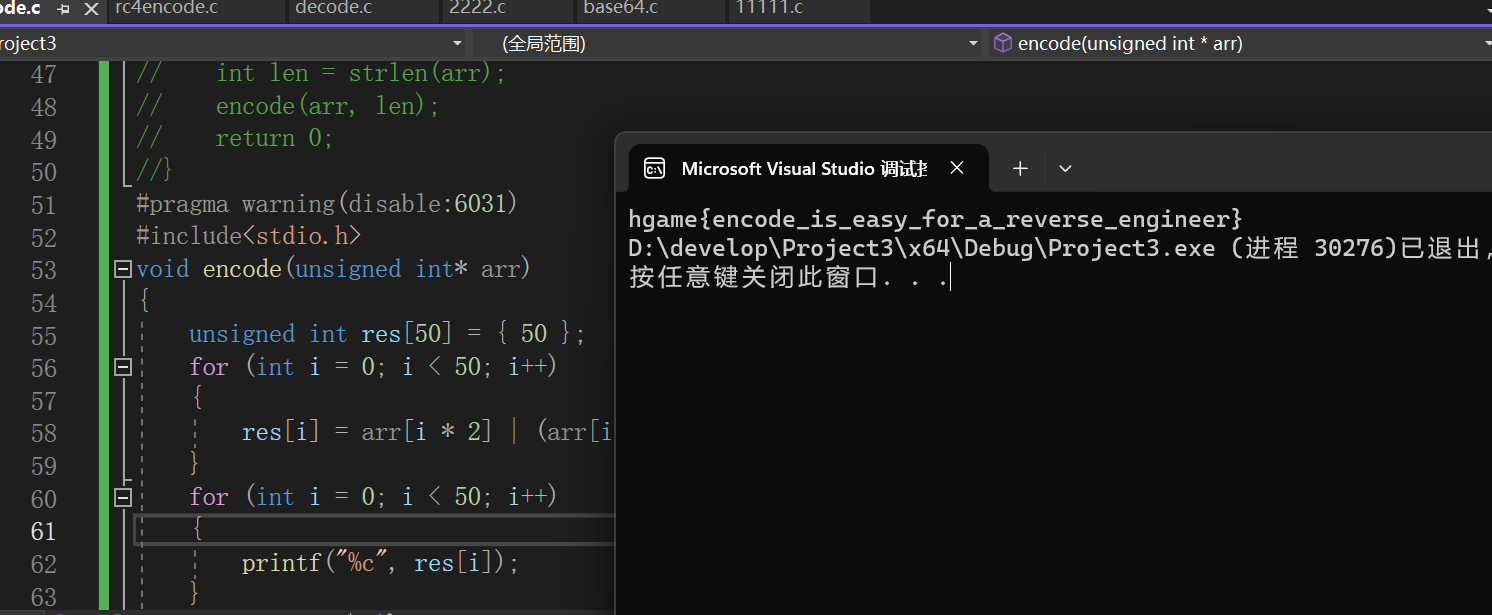 de.c rc4encode.c decode.c 2222.c base64.c 11111.c
roject3 (全局范围) encode(unsigned int * arr)
47 // int len = strlen(arr);
48 // encode(arr, len);
49 // return 0;
50 //}
51 #pragma warning(disable:6031)
52 #include<stdio.h>
53 void encode(unsigned int* arr)
54 {
55 unsigned int res[50] = { 50 };
56 for (int i = 0; i < 50; i++)
57 {
58 res[i] = arr[i * 2] | (arr[i
59 }
60 for (int i = 0; i < 50; i++)
61 {
62 printf("%c", res[i]);
63 }
Microsoft Visual Studio 调试
hgame{encode_is_easy_for_a_reverse_engineer}
D:\develop\Project3\x64\Debug\Project3.exe (进程 30276)已退出,
按任意键关闭此窗口. . .